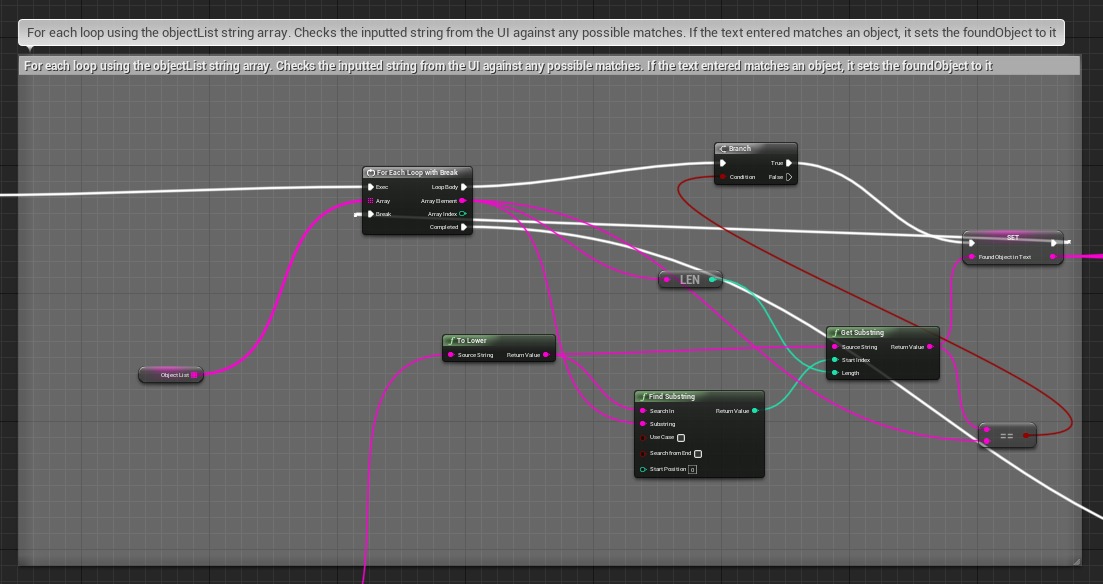 For each loop using the objectList string array. Checks the inputted string from the UI against any possible matches. If the text entered matches an object, it sets the foundObject to it
For each loop using the objectList string array. Checks the inputted string from the UI against any possible matches. If the text entered matches an object, it sets the foundObject to it
Branch
True
Condition
False
For Each Loop with Break
Exec
Loop Body
Array
Array Element
Break
Array Index
Completed
SET
Found Object in Text
LEN
Get Substring
Source String
Return Value
Start Index
Length
To Lower
Source String
Return Value
Object List
Find Substring
Search In
Return Value
Substring
Use Case
Search from End
Start Position
0
==